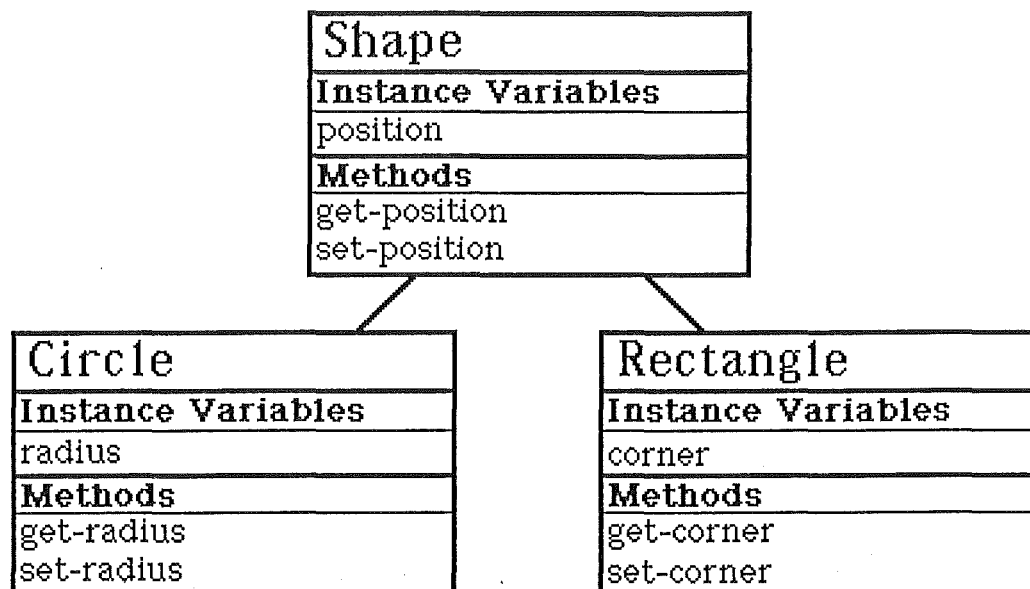 Shape
Instance Variables
position
Methods
get-position
set-position
Circle
Instance Variables
radius
Methods
get-radius
set-radius
Rectangle
Instance Variables
corner
Methods
get-corner
set-corner